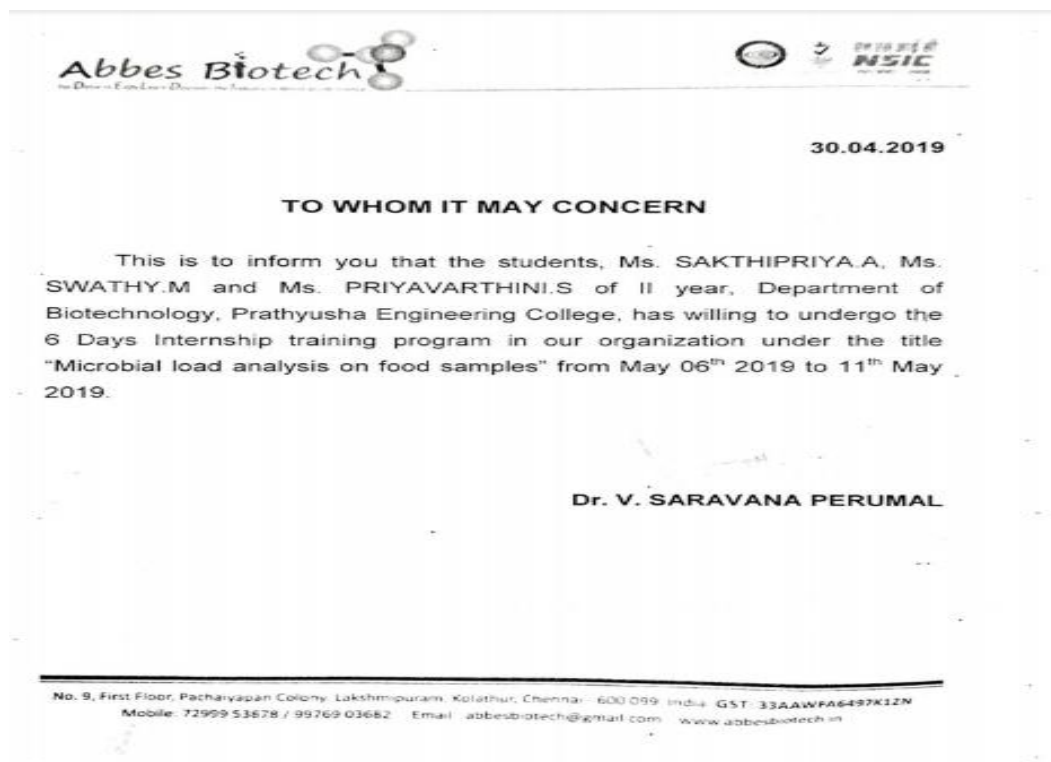 Abbes Biotech
NSIC
30.04.2019
TO WHOM IT MAY CONCERN
This is to inform you that the students, Ms. SAKTHIPRIYA.A, Ms.
SWATHY.M and Ms. PRIYAVARTHINI.S of II year, Department of
Biotechnology, Prathyusha Engineering College, has willing to undergo the
6 Days Internship training program in our organization under the title
“Microbial load analysis on food samples” from May 06th 2019 to 11th May
2019.
Dr. V. SARAVANA PERUMAL
No. 9, First Floor, Pachaiyapan Colony, Lakshmipuram, Kolathur, Chennai - 600 099 India GST: 33AAWFA6497K1ZN
Mobile: 72999 53678 / 99769 03682 Email: abbesbiotech@gmail.com www.abbesbiotech.in